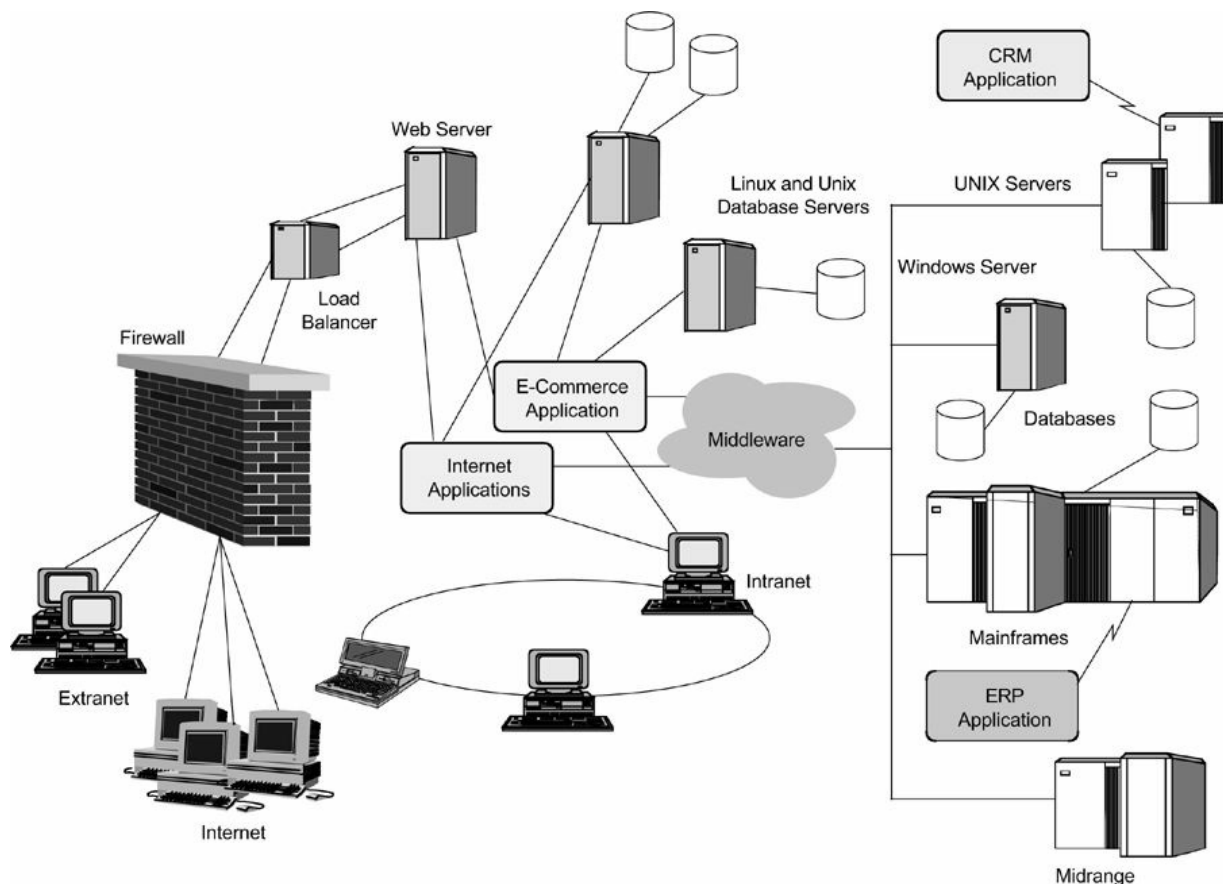 CRM
Application
Web Server
Linux and Unix
Database Servers
UNIX Servers
Windows Server
Load
Balancer
Firewall
E-Commerce
Application
Middleware
Databases
Internet
Applications
Intranet
Mainframes
Extranet
ERP
Application
Internet
Midrange